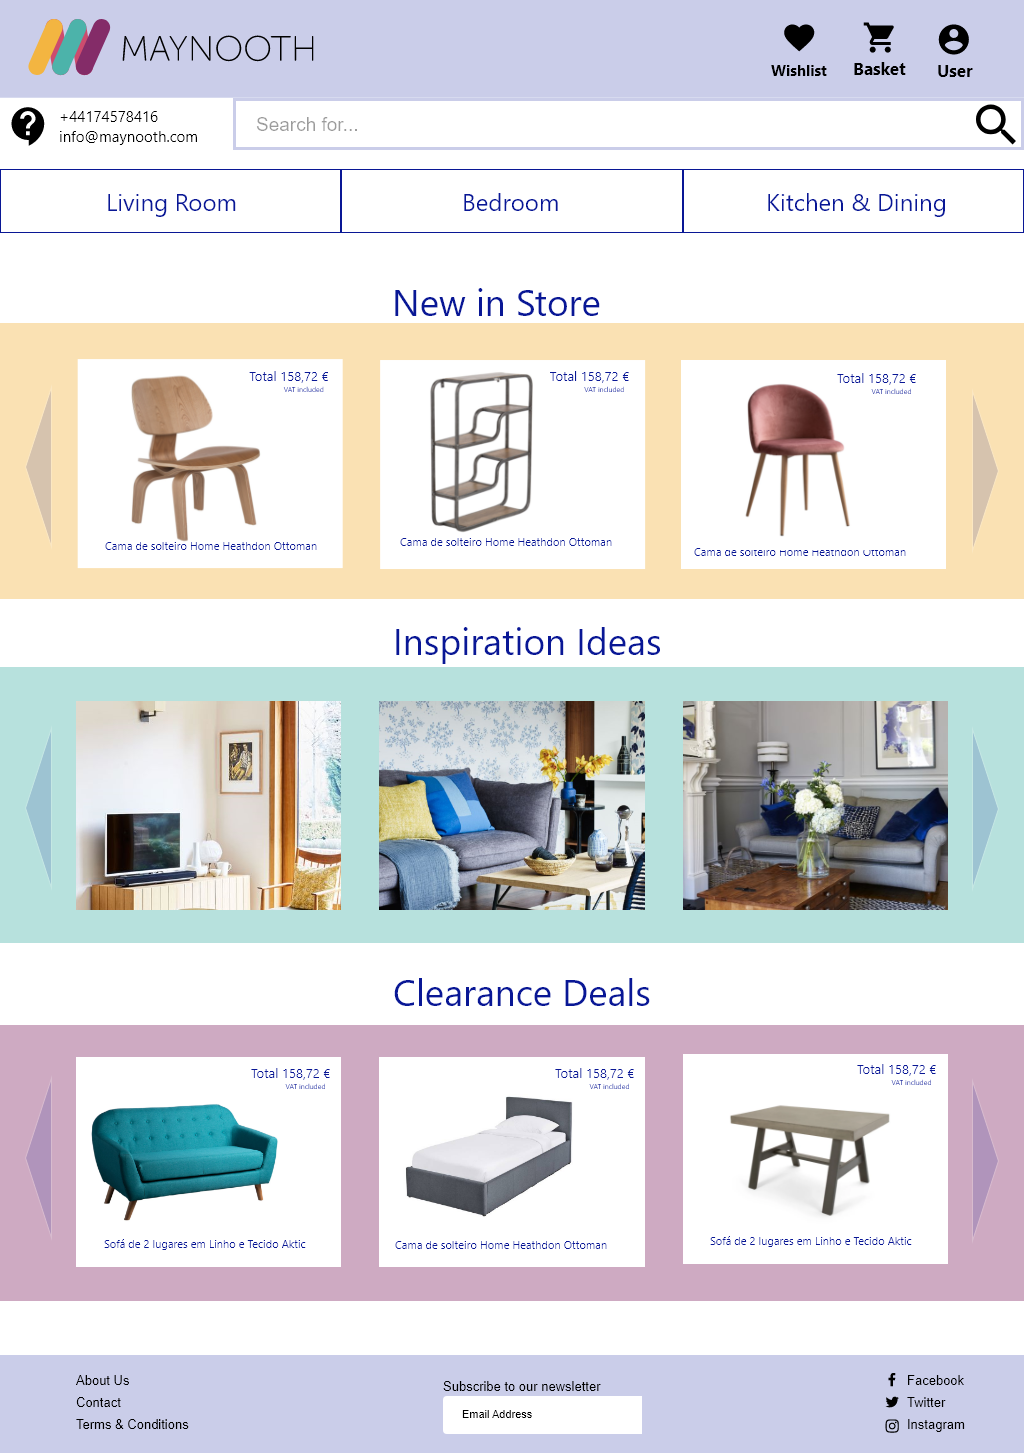 MAYNOOTH
Wishlist
Basket
User
+44174578416
info@maynooth.com
Search for...
Living Room
Bedroom
Kitchen & Dining
New in Store
Total 158,72 €
VAT included
Cama de solteiro Home Heathdon Ottoman
Total 158,72 €
VAT included
Cama de solteiro Home Heathdon Ottoman
Total 158,72 €
VAT included
Cama de solteiro Home Heathdon Ottoman
Inspiration Ideas
Clearance Deals
Total 158,72 €
VAT included
Sofá de 2 lugares em Linho e Tecido Aktic
Total 158,72 €
VAT included
Cama de solteiro Home Heathdon Ottoman
Total 158,72 €
VAT included
Sofá de 2 lugares em Linho e Tecido Aktic
About Us
Contact
Terms & Conditions
Subscribe to our newsletter
Email Address
Facebook
Twitter
Instagram